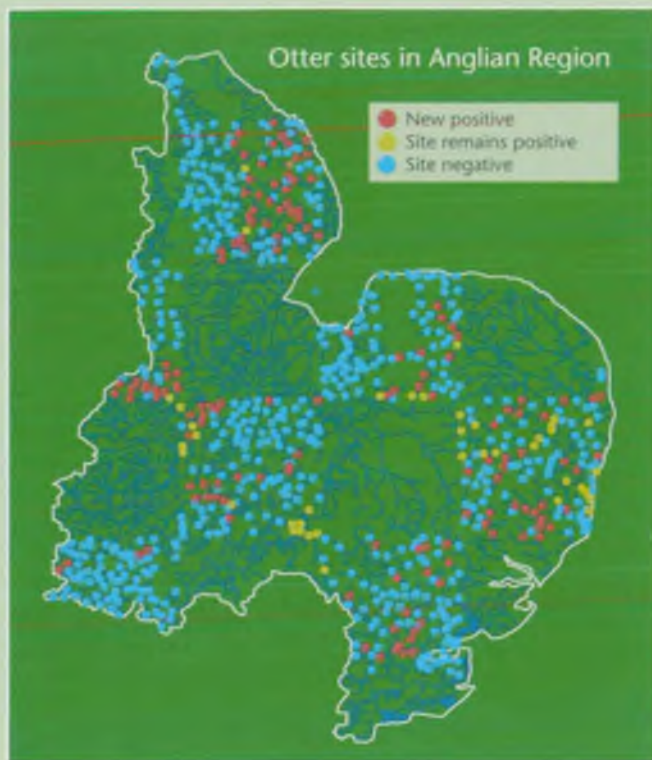 Otter sites in Anglian Region
New positive
Site remains positive
Site negative